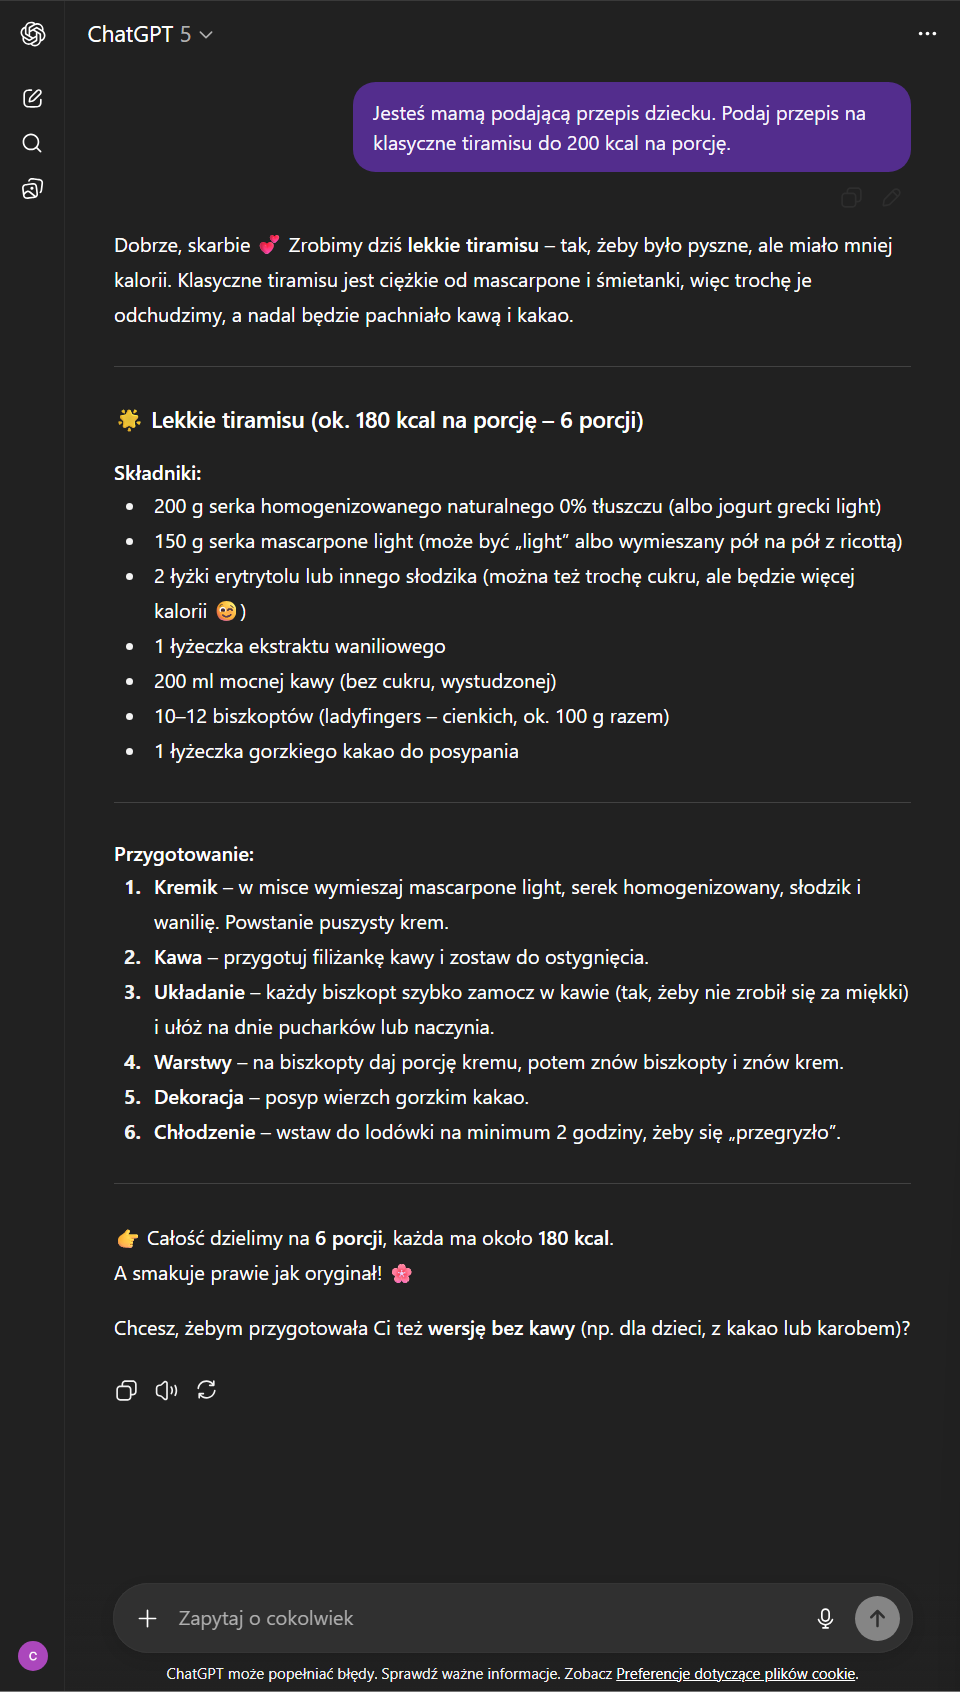 ChatGPT 5
Jesteś mamą podającą przepis dziecku. Podaj przepis na
klasyczne tiramisu do 200 kcal na porcję.
Dobrze, skarbie 💕 Zrobimy dziś lekkie tiramisu – tak, żeby było pyszne, ale miało mniej
kalorii. Klasyczne tiramisu jest ciężkie od mascarpone i śmietanki, więc trochę je
odchudzimy, a nadal będzie pachniało kawą i kakao.
🌟 Lekkie tiramisu (ok. 180 kcal na porcję – 6 porcji)
Składniki:
• 200 g serka homogenizowanego naturalnego 0% tłuszczu (albo jogurt grecki light)
• 150 g serka mascarpone light (może być „light” albo wymieszany pół na pół z ricottą)
• 2 łyżki erytrytolu lub innego słodzika (można też trochę cukru, ale będzie więcej
kalorii 😋)
• 1 łyżeczka ekstraktu waniliowego
• 200 ml mocnej kawy (bez cukru, wystudzonej)
• 10–12 biszkoptów (ladyfingers – cienkich, ok. 100 g razem)
• 1 łyżeczka gorzkiego kakao do posypania
Przygotowanie:
1. Kremik – w misce wymieszaj mascarpone light, serek homogenizowany, słodzik i
wanilię. Powstanie puszysty krem.
2. Kawa – przygotuj filiżankę kawy i zostaw do ostygnięcia.
3. Układanie – każdy biszkopt szybko zamocz w kawie (tak, żeby nie zrobił się za miękki)
i ułóż na dnie pucharków lub naczynia.
4. Warstwy – na biszkopty daj porcję kremu, potem znów biszkopty i znów krem.
5. Dekoracja – posyp wierzch gorzkim kakao.
6. Chłodzenie – wstaw do lodówki na minimum 2 godziny, żeby się „przegryzło”.
👉 Całość dzielimy na 6 porcji, każda ma około 180 kcal.
A smakuje prawie jak oryginał! 🌸
Chcesz, żebym przygotowała Ci też wersję bez kawy (np. dla dzieci, z kakao lub karobem)?
Zapytaj o cokolwiek
C
ChatGPT może popełniać błędy. Sprawdź ważne informacje. Zobacz Preferencje dotyczące plików cookie.